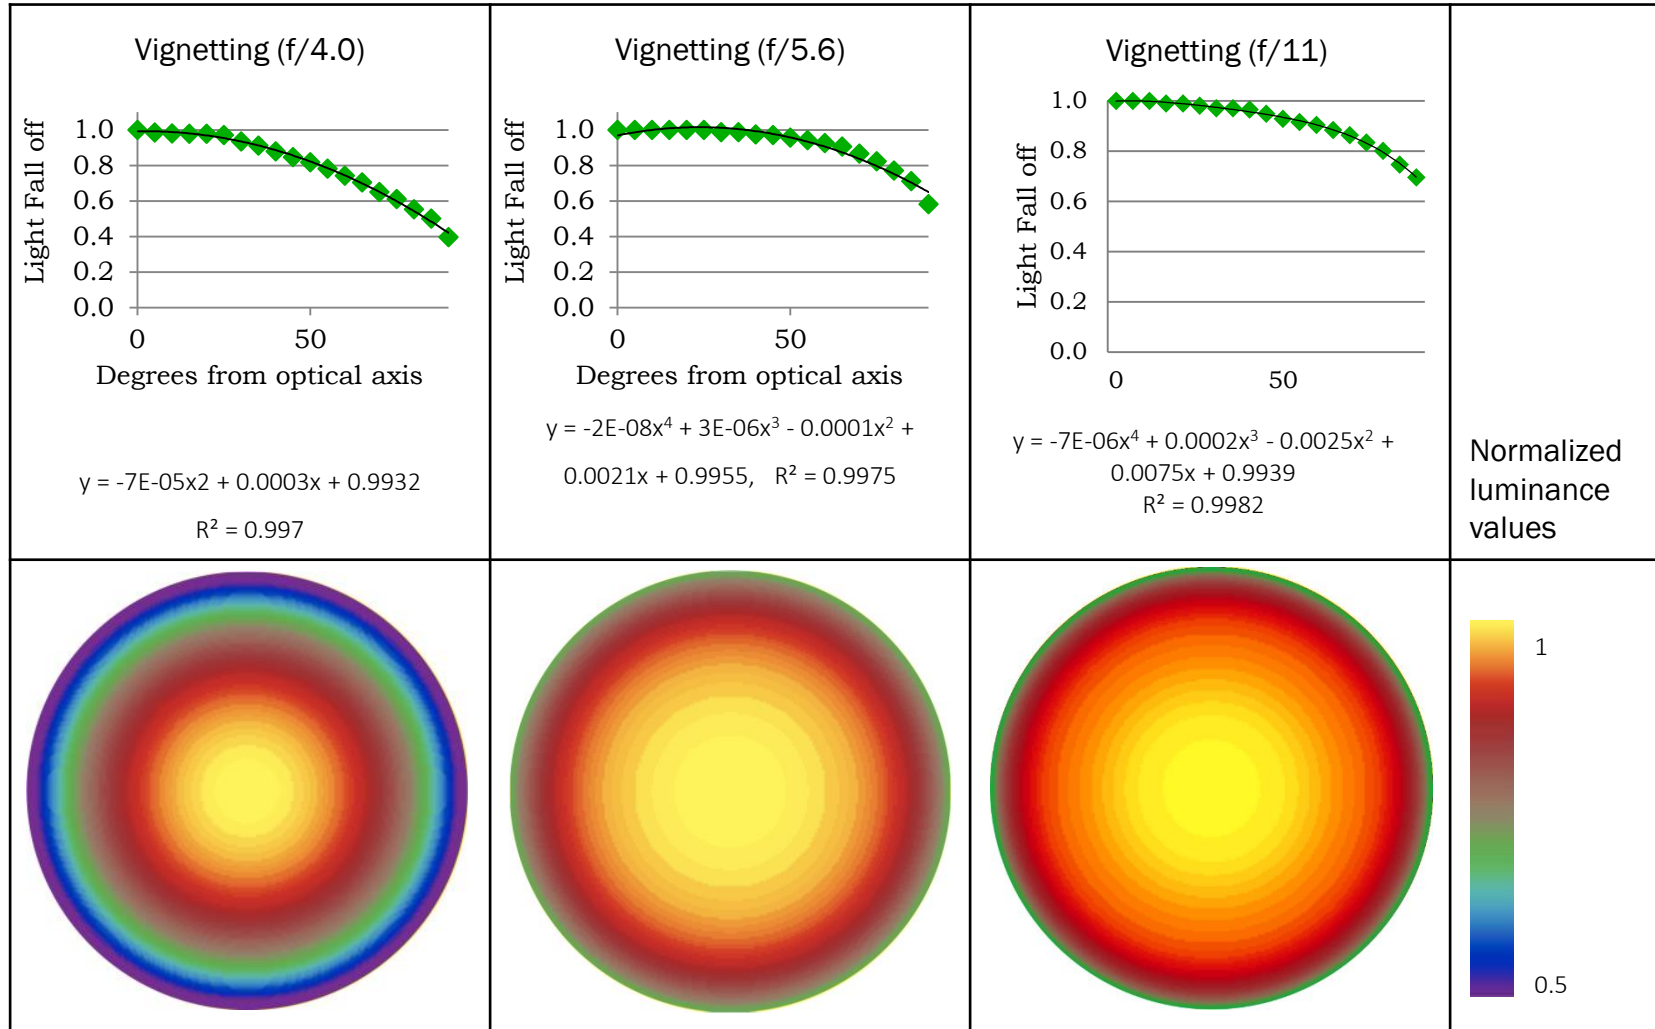 Vignetting (f/4.0)
Light Fall off
1.0
0.8
0.6
0.4
0.2
0.0
0
50
Degrees from optical axis
y = -7E-05x2 + 0.0003x + 0.9932
R² = 0.997
Vignetting (f/5.6)
Light Fall off
1.0
0.8
0.6
0.4
0.2
0.0
0
50
Degrees from optical axis
y = -2E-08x⁴ + 3E-06x³ - 0.0001x² +
0.0021x + 0.9955, R² = 0.9975
Vignetting (f/11)
Light Fall off
1.0
0.8
0.6
0.4
0.2
0.0
0
50
y = -7E-06x⁴ + 0.0002x³ - 0.0025x² +
0.0075x + 0.9939
R² = 0.9982
Normalized
luminance
values
1
0.5